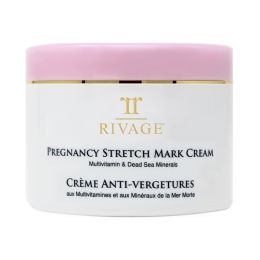 RIVAGE
PREGNANCY STRETCH MARK CREAM
Multivitamin & Dead Sea Minerals
CRÈME ANTI-VERGETURES
aux Multivitamines et aux Minéraux de la Mer Morte